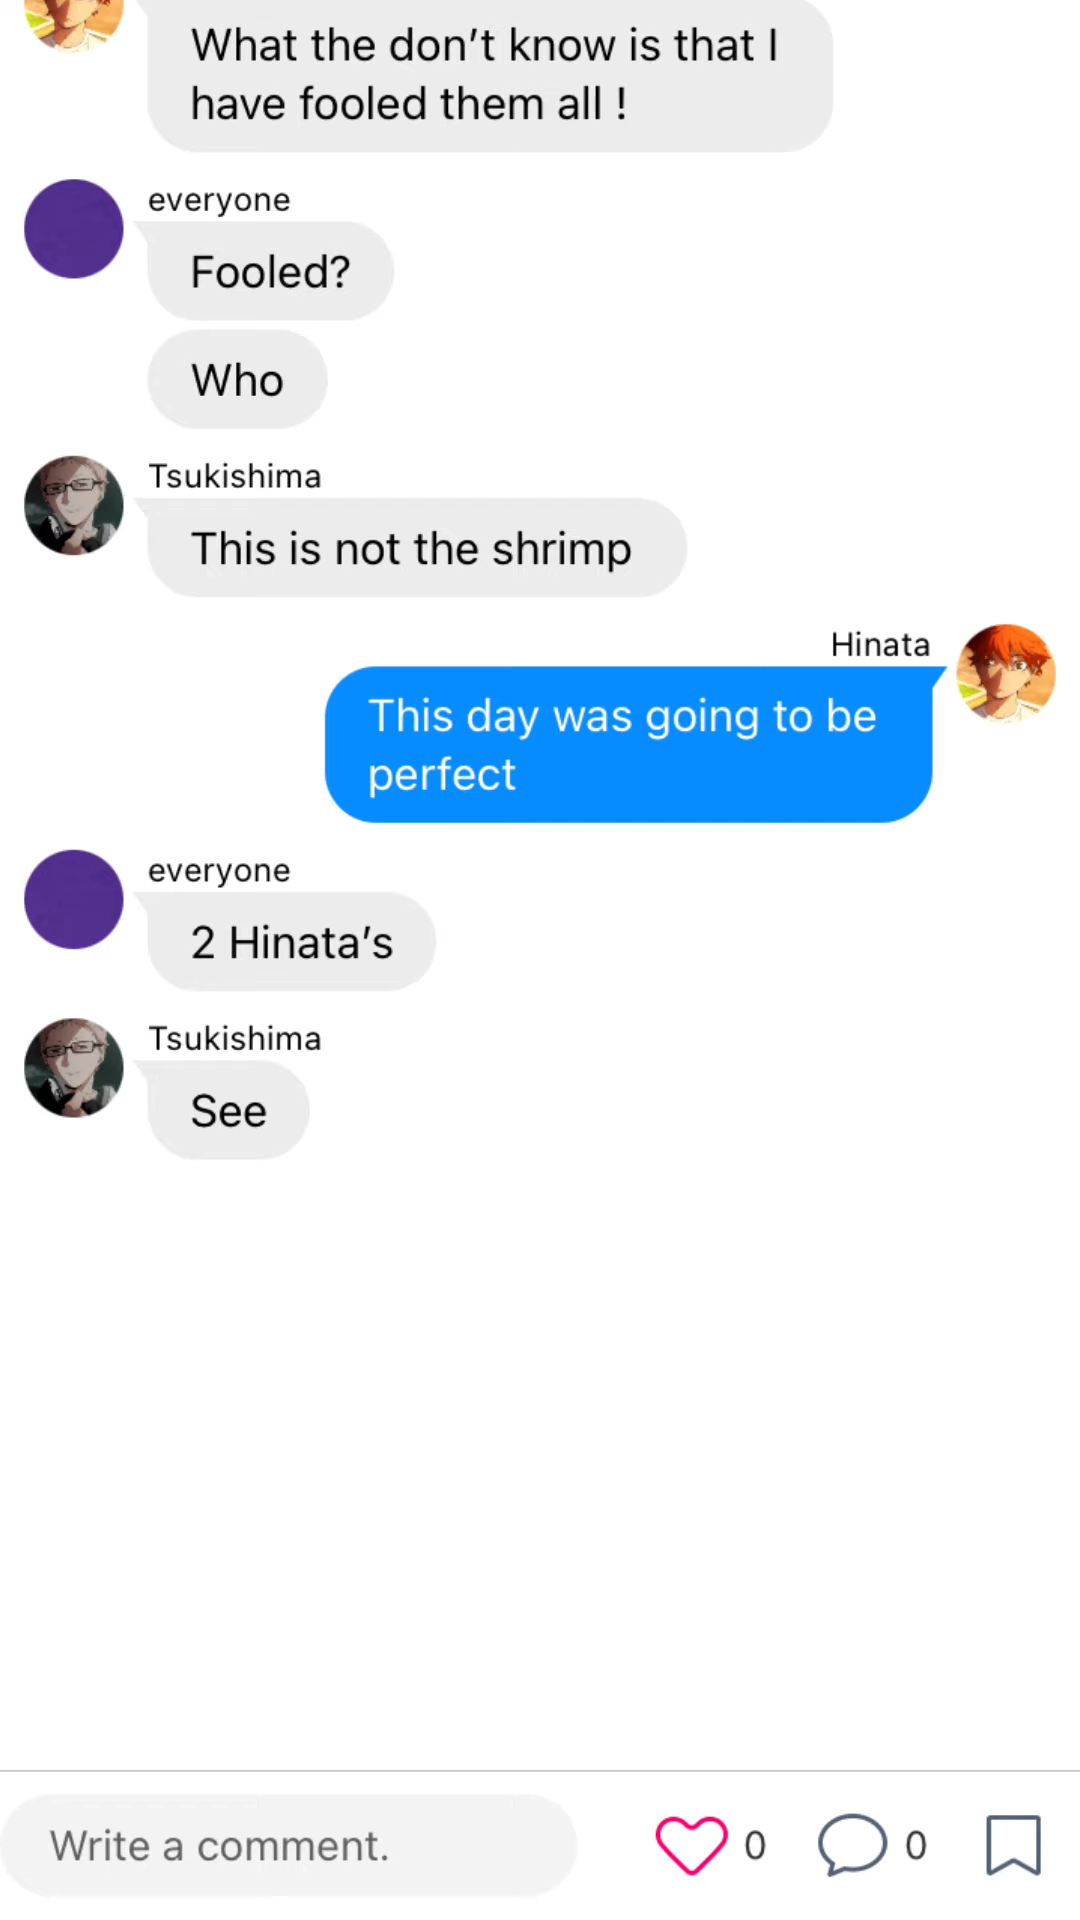 What the don’t know is that I
have fooled them all !
everyone
Fooled?
Who
Tsukishima
This is not the shrimp
Hinata
This day was going to be
perfect
everyone
2 Hinata’s
Tsukishima
See
Write a comment.
0
0